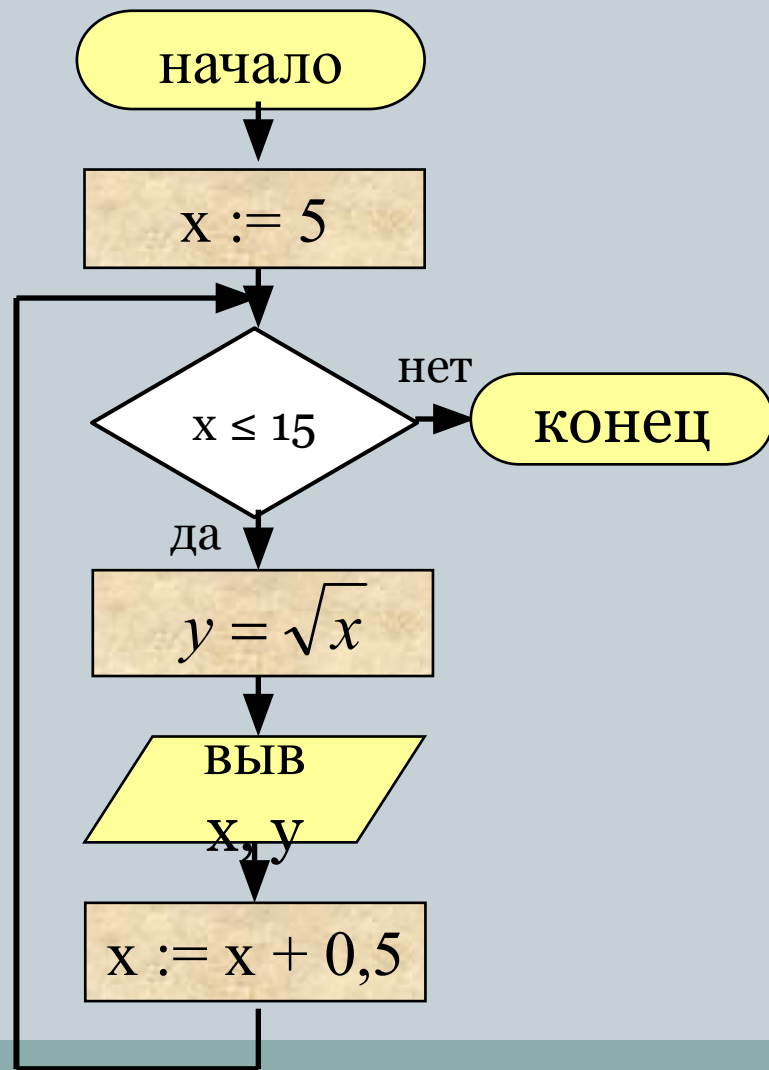 начало
x := 5
x ≤ 15
нет
конец
да
y = √x
выв
x, y
x := x + 0,5